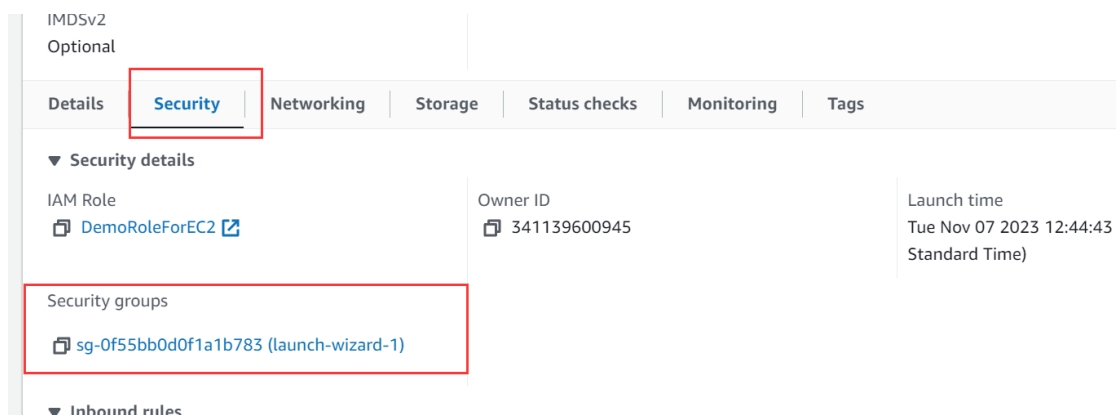 IMDSv2
Optional
Details Security Networking Storage Status checks Monitoring Tags
Security details
IAM Role
DemoRoleForEC2
Owner ID
341139600945
Launch time
Tue Nov 07 2023 12:44:43
Standard Time)
Security groups
sg-0f55bb0d0f1a1b783 (launch-wizard-1)
Inbound rules